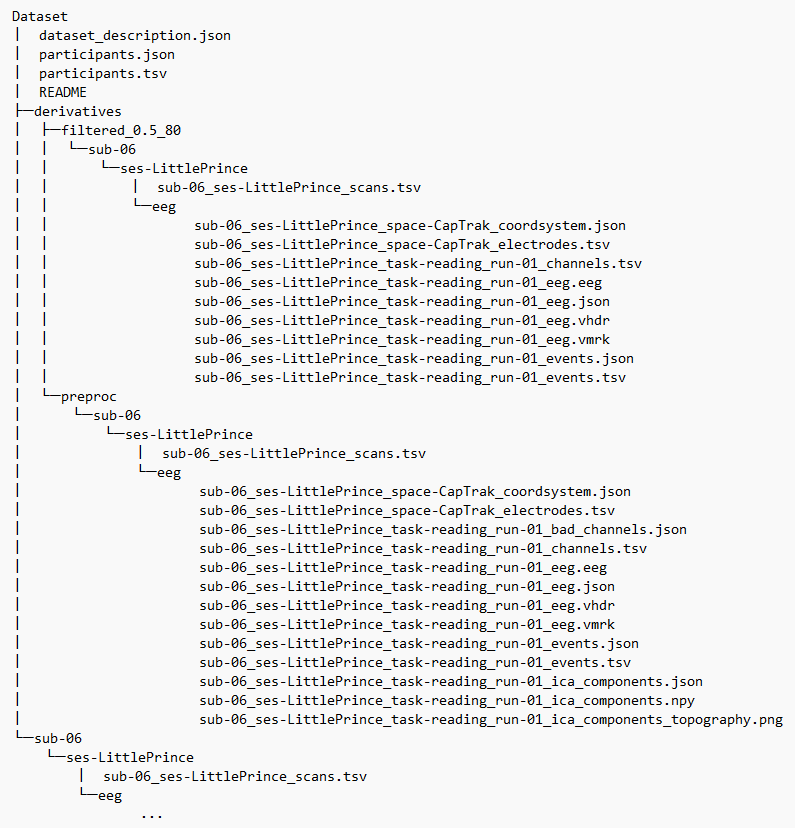 Dataset
│ dataset_description.json
│ participants.json
│ participants.tsv
│ README
├─derivatives
│ ├─filtered_0.5_80
│ │ └─sub-06
│ │ └─ses-LittlePrince
│ │ │ sub-06_ses-LittlePrince_scans.tsv
│ │ └─eeg
│ │ sub-06_ses-LittlePrince_space-CapTrak_coordsystem.json
│ │ sub-06_ses-LittlePrince_space-CapTrak_electrodes.tsv
│ │ sub-06_ses-LittlePrince_task-reading_run-01_channels.tsv
│ │ sub-06_ses-LittlePrince_task-reading_run-01_eeg.eeg
│ │ sub-06_ses-LittlePrince_task-reading_run-01_eeg.json
│ │ sub-06_ses-LittlePrince_task-reading_run-01_eeg.vhdr
│ │ sub-06_ses-LittlePrince_task-reading_run-01_eeg.vmrk
│ │ sub-06_ses-LittlePrince_task-reading_run-01_events.json
│ │ sub-06_ses-LittlePrince_task-reading_run-01_events.tsv
│ └─preproc
│ └─sub-06
│ └─ses-LittlePrince
│ │ sub-06_ses-LittlePrince_scans.tsv
│ └─eeg
│ sub-06_ses-LittlePrince_space-CapTrak_coordsystem.json
│ sub-06_ses-LittlePrince_space-CapTrak_electrodes.tsv
│ sub-06_ses-LittlePrince_task-reading_run-01_bad_channels.json
│ sub-06_ses-LittlePrince_task-reading_run-01_channels.tsv
│ sub-06_ses-LittlePrince_task-reading_run-01_eeg.eeg
│ sub-06_ses-LittlePrince_task-reading_run-01_eeg.json
│ sub-06_ses-LittlePrince_task-reading_run-01_eeg.vhdr
│ sub-06_ses-LittlePrince_task-reading_run-01_eeg.vmrk
│ sub-06_ses-LittlePrince_task-reading_run-01_events.json
│ sub-06_ses-LittlePrince_task-reading_run-01_events.tsv
│ sub-06_ses-LittlePrince_task-reading_run-01_ica_components.json
│ sub-06_ses-LittlePrince_task-reading_run-01_ica_components.npy
│ sub-06_ses-LittlePrince_task-reading_run-01_ica_components_topography.png
└─sub-06
└─ses-LittlePrince
│ sub-06_ses-LittlePrince_scans.tsv
└─eeg
...